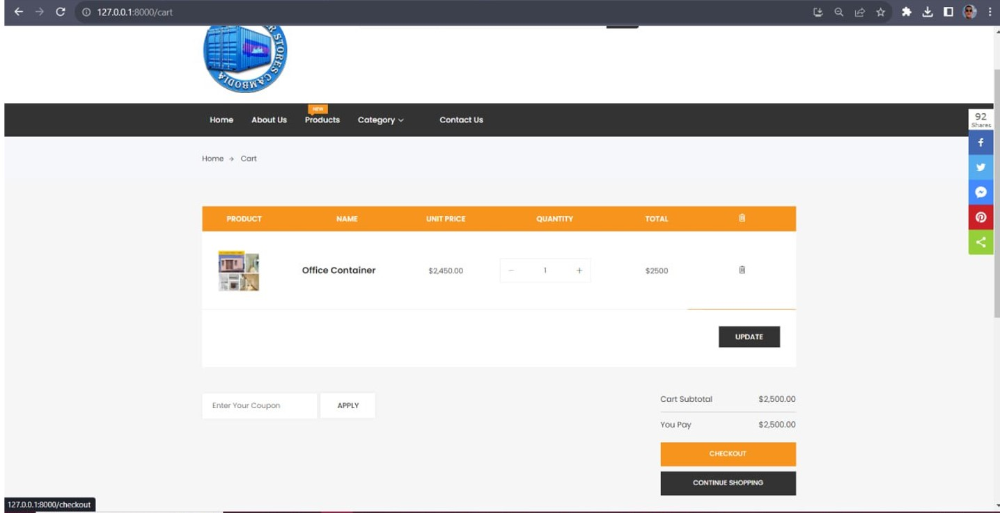 127.0.0.1:8000/cart
STORES CAMBODIA
NEW
Home About Us Products Category Contact Us
92
Shares
Home → Cart
PRODUCT NAME UNIT PRICE QUANTITY TOTAL
Office Container $2,450.00 − 1 + $2500
UPDATE
Enter Your Coupon APPLY
Cart Subtotal $2,500.00
You Pay $2,500.00
CHECKOUT
CONTINUE SHOPPING
127.0.0.1:8000/checkout